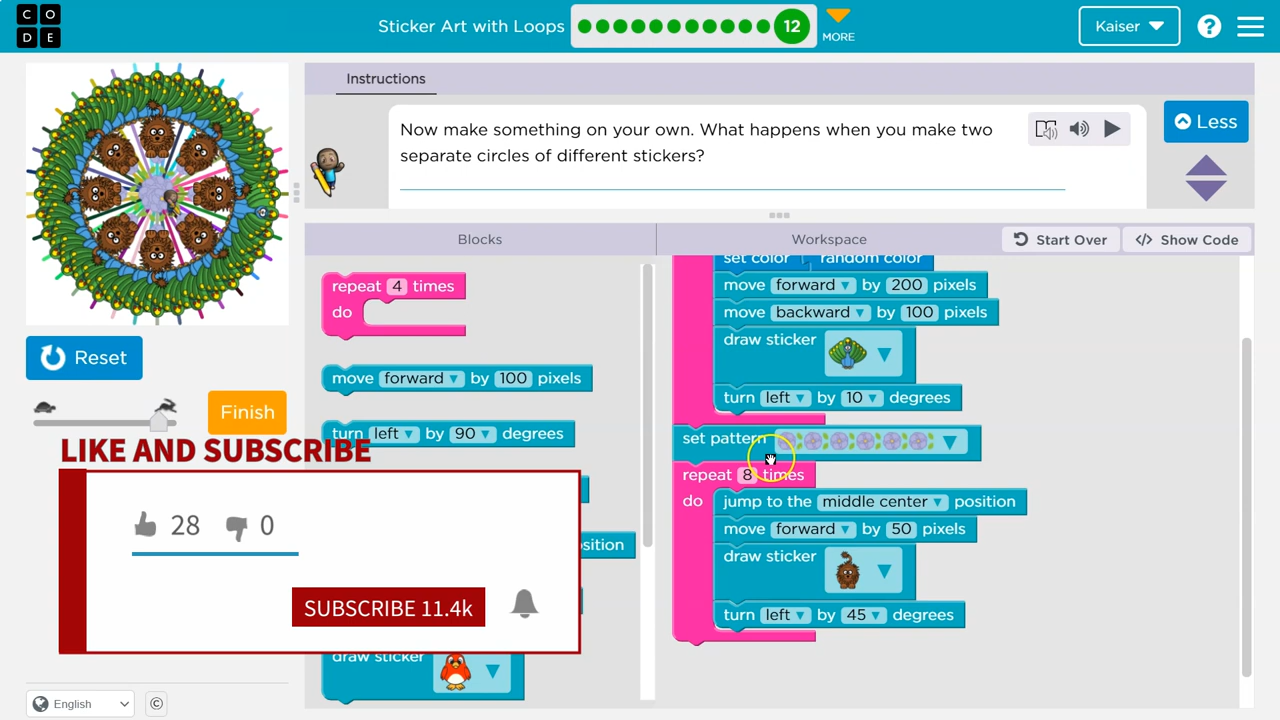 CODE
Sticker Art with Loops
12
MORE
Kaiser
?
Instructions
Now make something on your own. What happens when you make two
separate circles of different stickers?
Less
Blocks
Workspace
Start Over
</> Show Code
Reset
Finish
repeat 4 times
do
move forward by 100 pixels
turn left by 90 degrees
sition
draw sticker
set color random color
move forward by 200 pixels
move backward by 100 pixels
draw sticker
turn left by 10 degrees
set pattern
repeat 8 times
do jump to the middle center position
move forward by 50 pixels
draw sticker
turn left by 45 degrees
LIKE AND SUBSCRIBE
28 0
SUBSCRIBE 11.4k
English
©